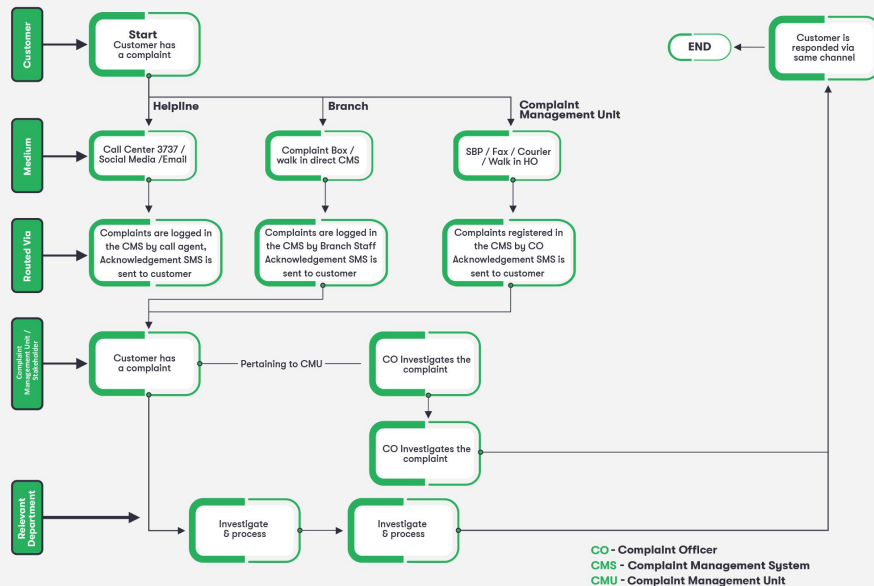 Customer
Start
Customer has
a complaint
END
Customer is
responded via
same channel
Helpline
Branch
Complaint
Management Unit
Medium
Call Center 3737 /
Social Media /Email
Complaint Box /
walk in direct CMS
SBP / Fax / Courier
/ Walk in HO
Routed Via
Complaints are logged in
the CMS by call agent,
Acknowledgement SMS is
sent to customer
Complaints are logged in
the CMS by Branch Staff
Acknowledgement SMS is
sent to customer
Complaints registered in
the CMS by CO
Acknowledgement SMS is
sent to customer
Complaint
Management Unit /
Stakeholder
Customer has
a complaint
Pertaining to CMU
CO Investigates the
complaint
CO Investigates the
complaint
Relevant
Department
Investigate
& process
Investigate
& process
CO - Complaint Officer
CMS - Complaint Management System
CMU - Complaint Management Unit